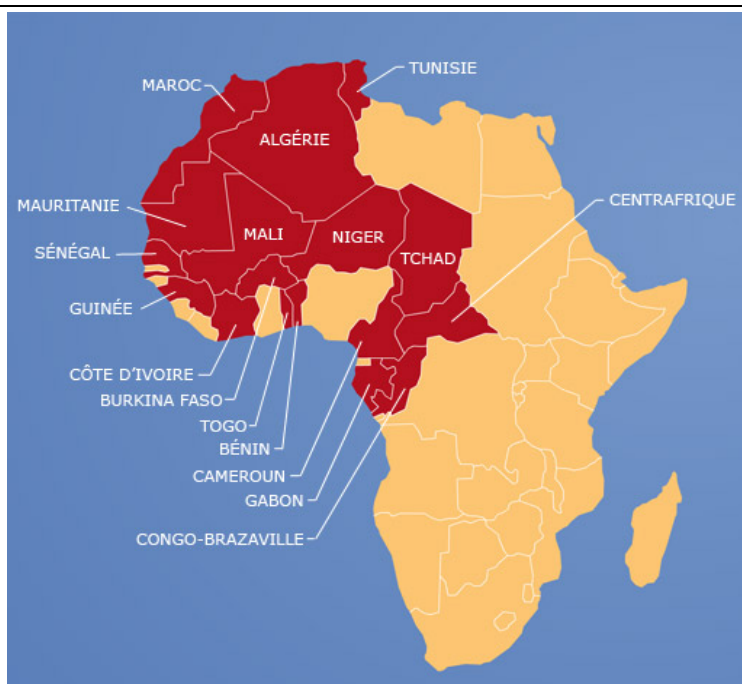 TUNISIE
MAROC
ALGÉRIE
CENTRAFRIQUE
MAURITANIE
MALI
NIGER
SÉNÉGAL
TCHAD
GUINÉE
CÔTE D'IVOIRE
BURKINA FASO
TOGO
BÉNIN
CAMEROUN
GABON
CONGO-BRAZAVILLE